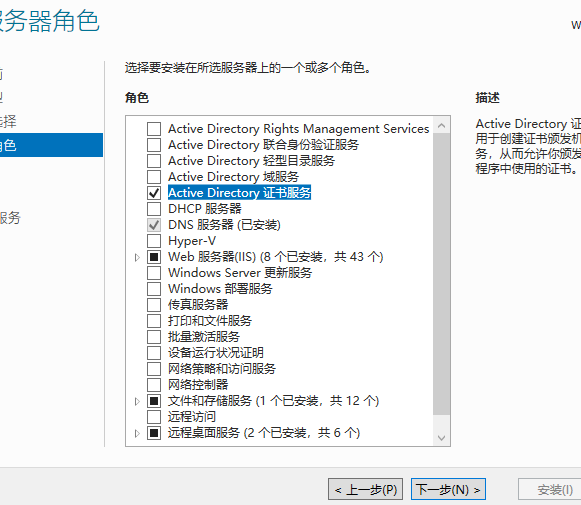 服务器角色
W
选择要安装在所选服务器上的一个或多个角色。
选择
角色
描述
Active Directory Rights Management Services
Active Directory 联合身份验证服务
Active Directory 轻型目录服务
Active Directory 域服务
Active Directory 证书服务
DHCP 服务器
DNS 服务器 (已安装)
Hyper-V
Web 服务器(IIS) (8 个已安装，共 43 个)
Windows Server 更新服务
Windows 部署服务
传真服务器
打印和文件服务
批量激活服务
设备运行状况证明
网络策略和访问服务
网络控制器
文件和存储服务 (1 个已安装，共 12 个)
远程访问
远程桌面服务 (2 个已安装，共 6 个)
Active Directory 证
用于创建证书颁发机
务，从而允许你颁发
程序中使用的证书。
色
服务
< 上一步(P)
下一步(N) >
安装(I)